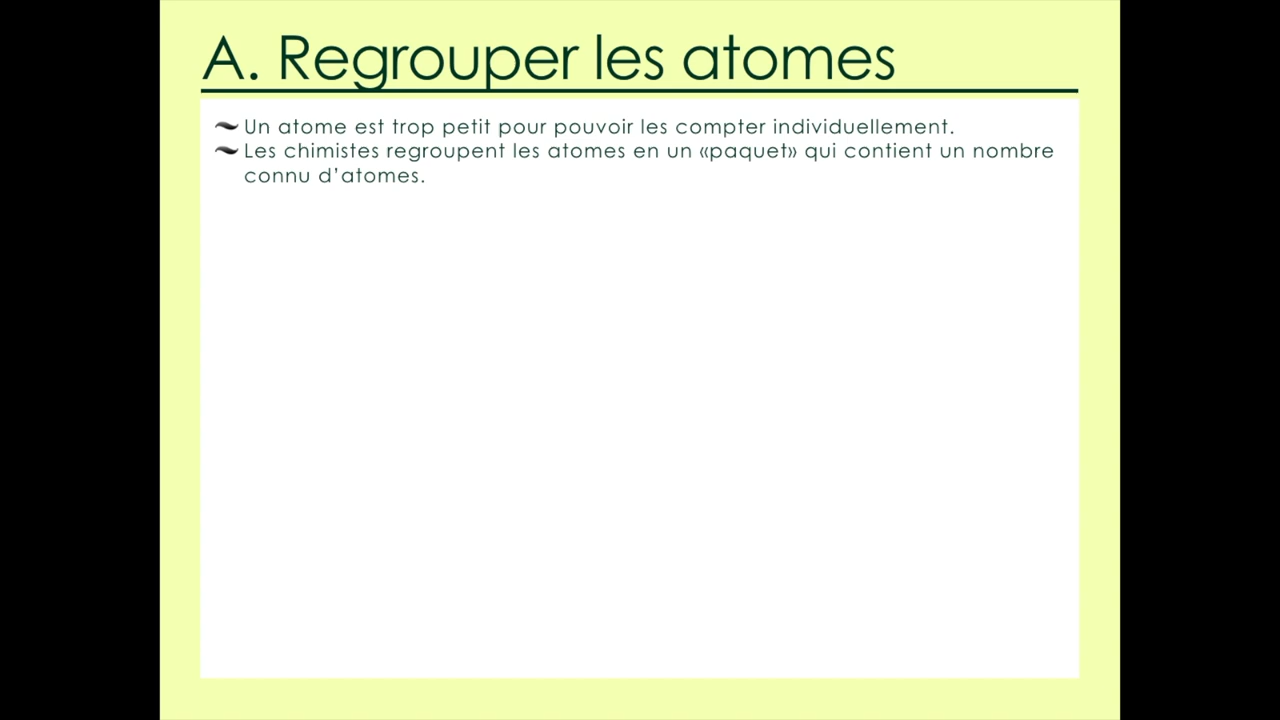 A. Regrouper les atomes
Un atome est trop petit pour pouvoir les compter individuellement.
Les chimistes regroupent les atomes en un «paquet» qui contient un nombre
connu d’atomes.